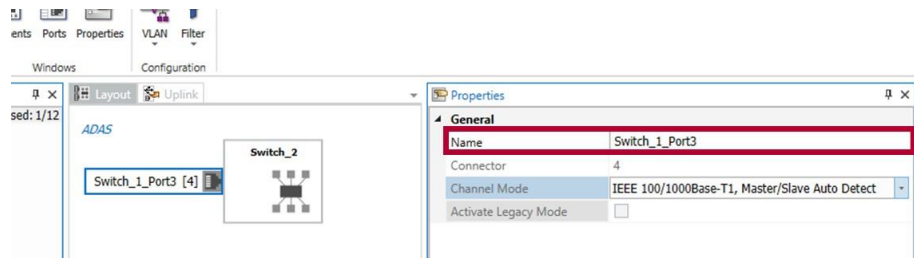 ents Ports Properties VLAN Filter
Windows Configuration
Layout Uplink Properties
sed: 1/12
ADAS
Switch_2
Switch_1_Port3 [4]
General
Name Switch_1_Port3
Connector 4
Channel Mode IEEE 100/1000Base-T1, Master/Slave Auto Detect
Activate Legacy Mode